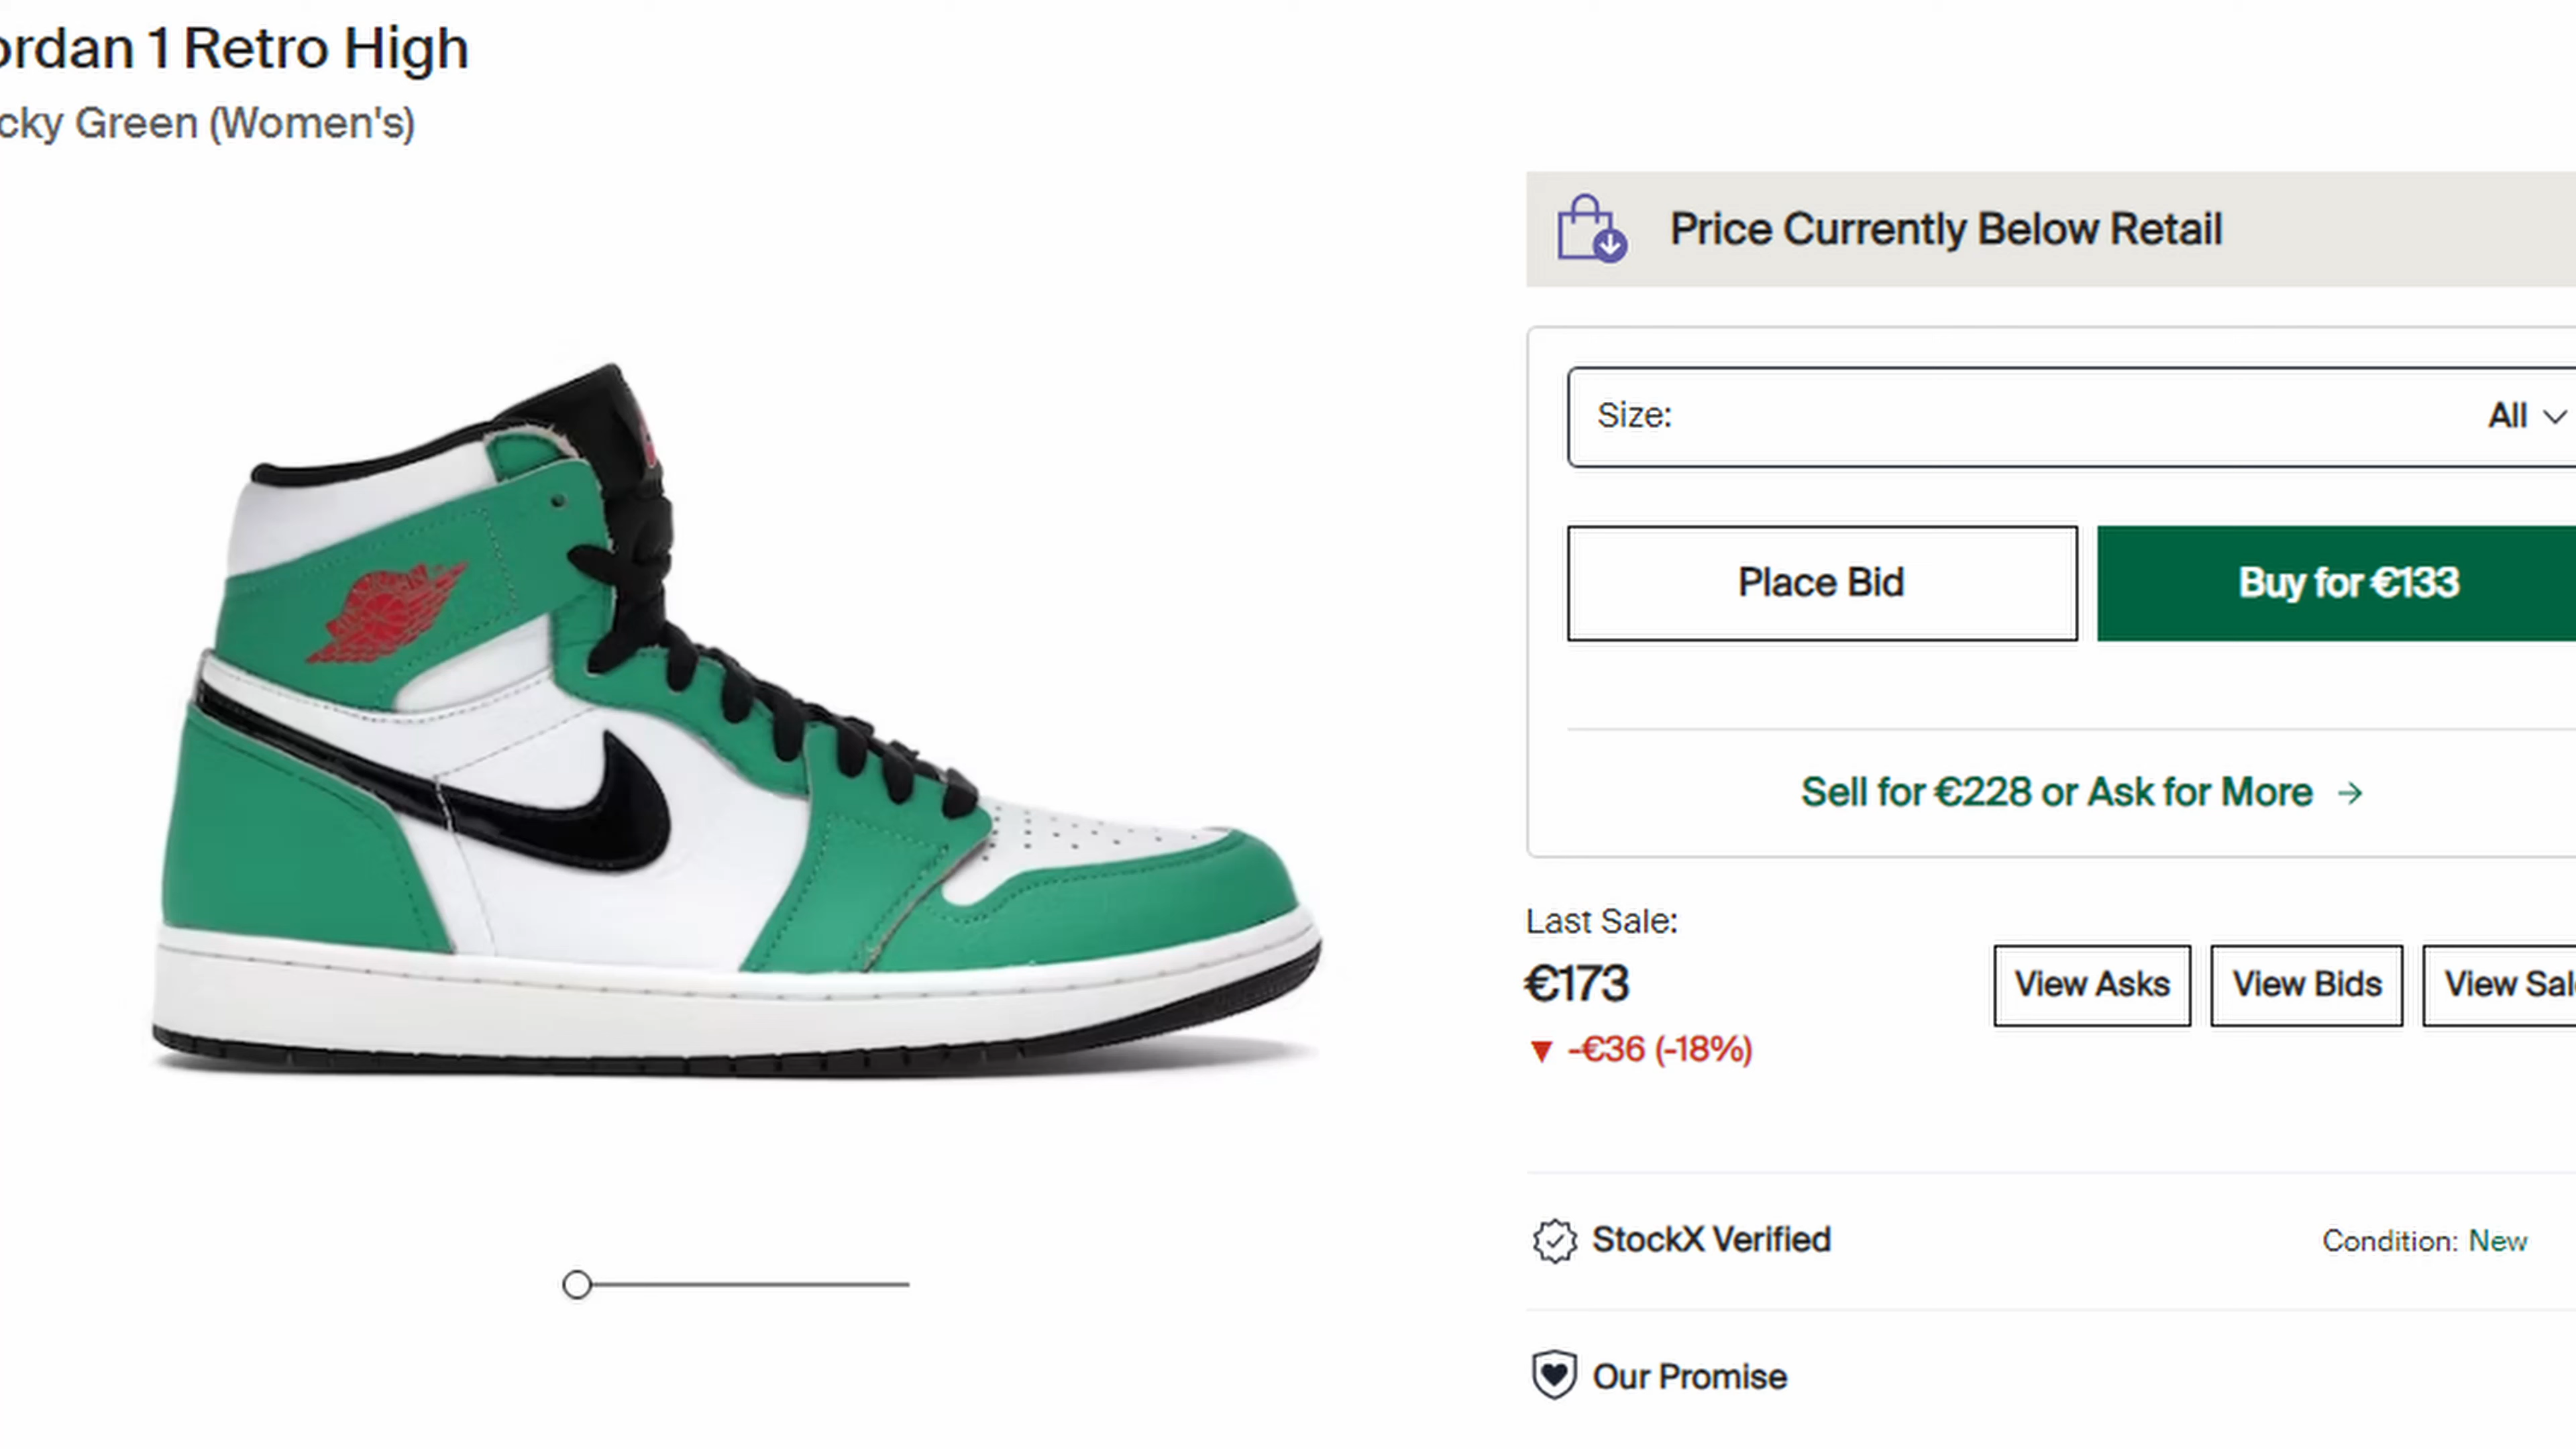 ordan 1 Retro High
cky Green (Women's)
Price Currently Below Retail
Size: All
Place Bid
Buy for €133
Sell for €228 or Ask for More →
Last Sale:
€173
View Asks
View Bids
View Sal
▼ -€36 (-18%)
StockX Verified
Condition: New
Our Promise